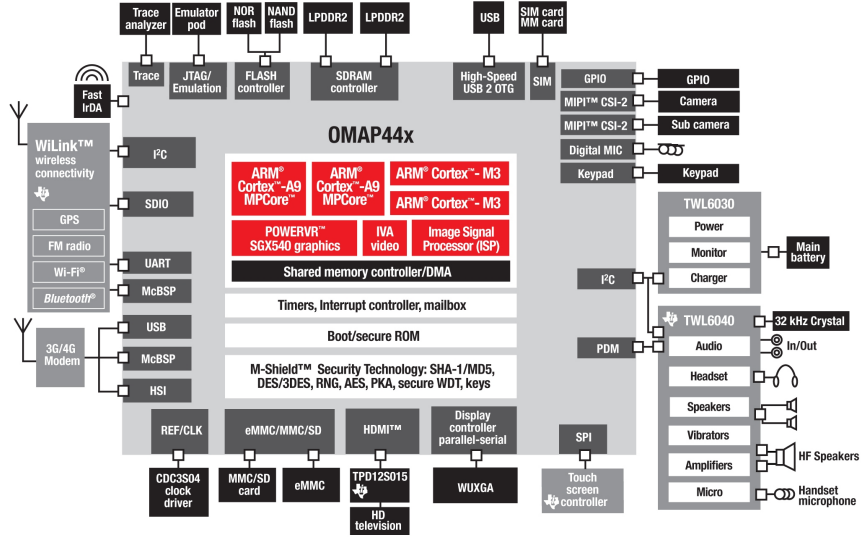 Trace
analyzer
Emulator
pod
NOR
flash
NAND
flash
LPDDR2
LPDDR2
USB
SIM card
MM card
Trace
JTAG/
Emulation
FLASH
controller
SDRAM
controller
High-Speed
USB 2 OTG
SIM
GPIO
GPIO
MIPI™ CSI-2
Camera
MIPI™ CSI-2
Sub camera
Digital MIC
Keypad
Keypad
Fast
IrDA
WiLink™
wireless
connectivity
GPS
FM radio
Wi-Fi®
Bluetooth®
3G/4G
Modem
I²C
SDIO
UART
McBSP
USB
McBSP
HSI
OMAP44x
ARM®
Cortex™-A9
MPCore™
ARM®
Cortex™-A9
MPCore™
ARM® Cortex™- M3
ARM® Cortex™- M3
POWERVR™
SGX540 graphics
IVA
video
Image Signal
Processor (ISP)
Shared memory controller/DMA
Timers, Interrupt controller, mailbox
Boot/secure ROM
M-Shield™ Security Technology: SHA-1/MD5,
DES/3DES, RNG, AES, PKA, secure WDT, keys
I²C
PDM
TWL6030
Power
Monitor
Charger
Main
battery
TWL6040
Audio
Headset
Speakers
Vibrators
Amplifiers
Micro
32 kHz Crystal
In/Out
HF Speakers
Handset
microphone
REF/CLK
eMMC/MMC/SD
HDMI™
Display
controller
parallel-serial
SPI
CDC3S04
clock
driver
MMC/SD
card
eMMC
TPD12S015
HD
television
WUXGA
Touch
screen
controller